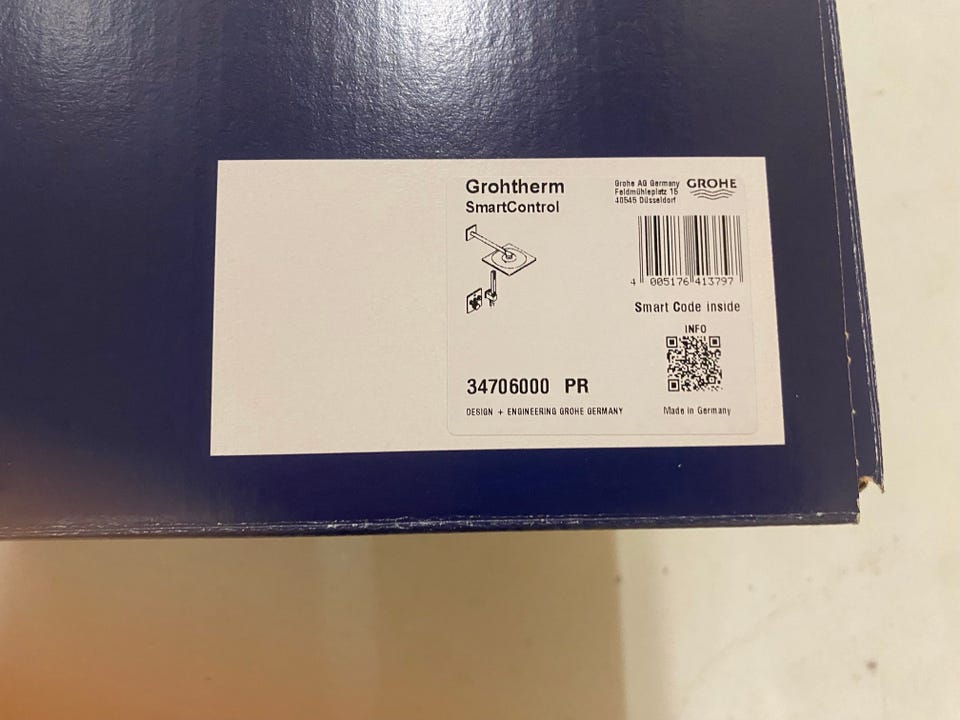 Grohtherm
SmartControl
Grohe AG Germany
Feldmühleplatz 15
40545 Düsseldorf
GROHE
4 005176 413797
Smart Code inside
INFO
34706000 PR
DESIGN + ENGINEERING GROHE GERMANY
Made in Germany